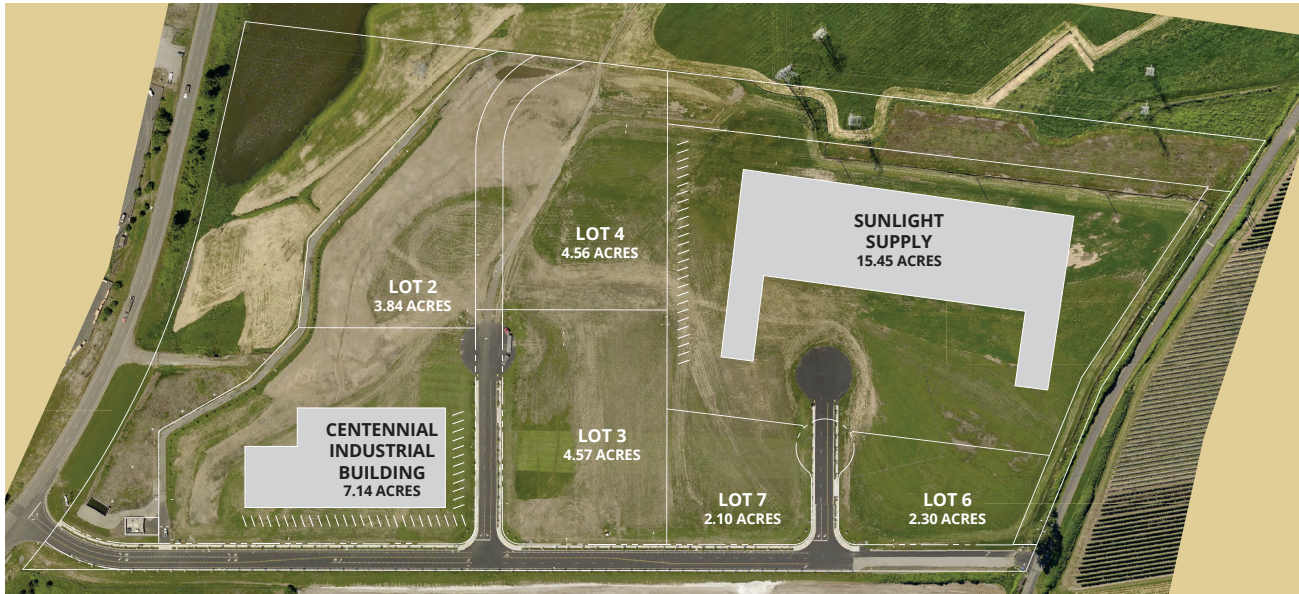 LOT 4
4.56 ACRES
SUNLIGHT
SUPPLY
15.45 ACRES
LOT 2
3.84 ACRES
CENTENNIAL
INDUSTRIAL
BUILDING
7.14 ACRES
LOT 3
4.57 ACRES
LOT 7
2.10 ACRES
LOT 6
2.30 ACRES